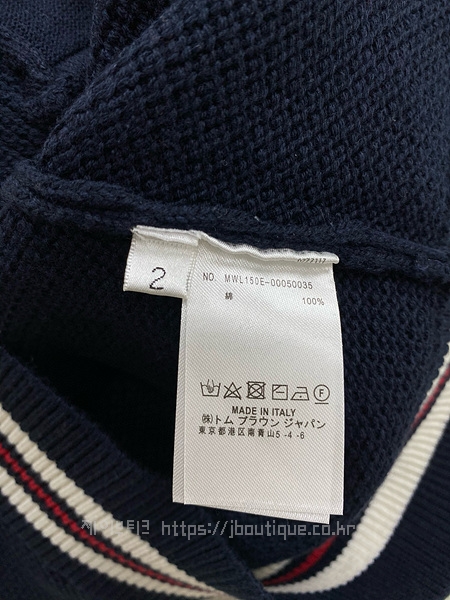 2
NO. MWL150E-00050035
綿 100%
MADE IN ITALY
㈱トム ブラウン ジャパン
東京都港区南青山5-4-6
https://jboutique.co.kr